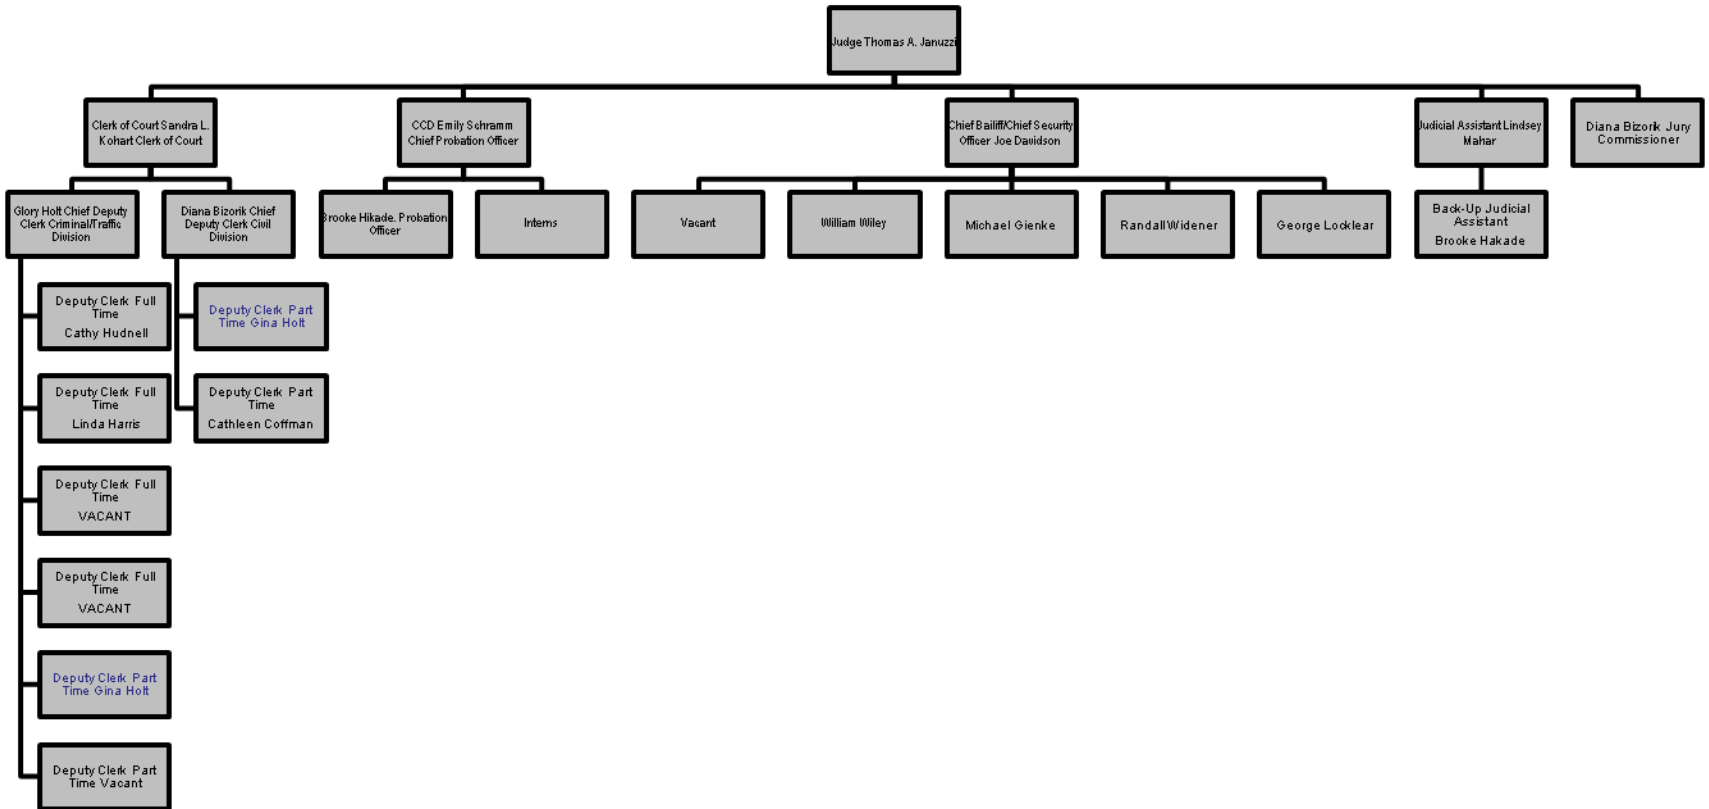 Judge Thomas A. Januzzi
Clerk of Court Sandra L.
Kohart Clerk of Court
CCD Emily Schramm
Chief Probation Officer
Chief Bailiff/Chief Security
Officer Joe Davidson
Judicial Assistant Lindsey
Mahar
Diana Bizorik Jury
Commissioner
Glory Holt Chief Deputy
Clerk Criminal/Traffic
Division
Diana Bizorik Chief
Deputy Clerk Civil
Division
Brooke Hikade. Probation
Officer
Interns
Vacant
William Wiley
Michael Gienke
Randall Widener
George Locklear
Back-Up Judicial
Assistant
Brooke Hakade
Deputy Clerk Full
Time
Cathy Hudnell
Deputy Clerk Part
Time Gina Holt
Deputy Clerk Full
Time
Linda Harris
Deputy Clerk Part
Time
Cathleen Coffman
Deputy Clerk Full
Time
VACANT
Deputy Clerk Full
Time
VACANT
Deputy Clerk Part
Time Gina Holt
Deputy Clerk Part
Time Vacant